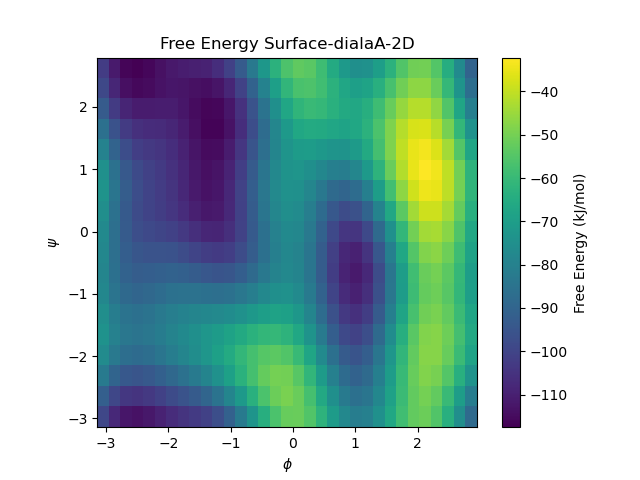 Free Energy Surface-dialaA-2D
2
1
0
−1
−2
−3
ψ
−3 −2 −1 0 1 2
ϕ
−40
−50
−60
−70
−80
−90
−100
−110
Free Energy (kJ/mol)